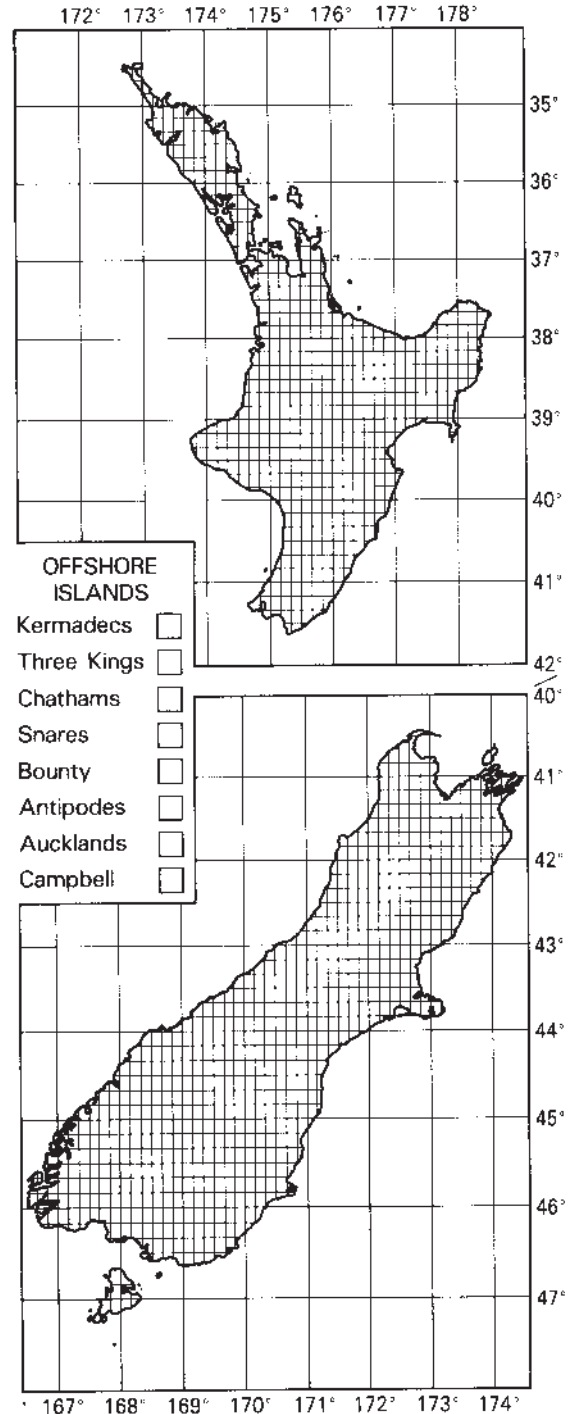 172° 173° 174° 175° 176° 177° 178°
35°
36°
37°
38°
39°
40°
41°
42°
OFFSHORE
ISLANDS
Kermadecs
Three Kings
Chathams
Snares
Bounty
Antipodes
Aucklands
Campbell
40°
41°
42°
43°
44°
45°
46°
47°
167° 168° 169° 170° 171° 172° 173° 174°